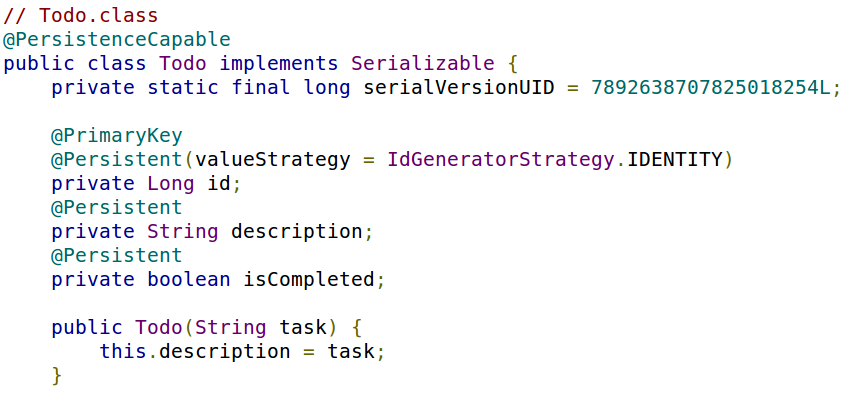 // Todo.class
@PersistenceCapable
public class Todo implements Serializable {
    private static final long serialVersionUID = 7892638707825018254L;

    @PrimaryKey
    @Persistent(valueStrategy = IdGeneratorStrategy.IDENTITY)
    private Long id;
    @Persistent
    private String description;
    @Persistent
    private boolean isCompleted;

    public Todo(String task) {
        this.description = task;
    }